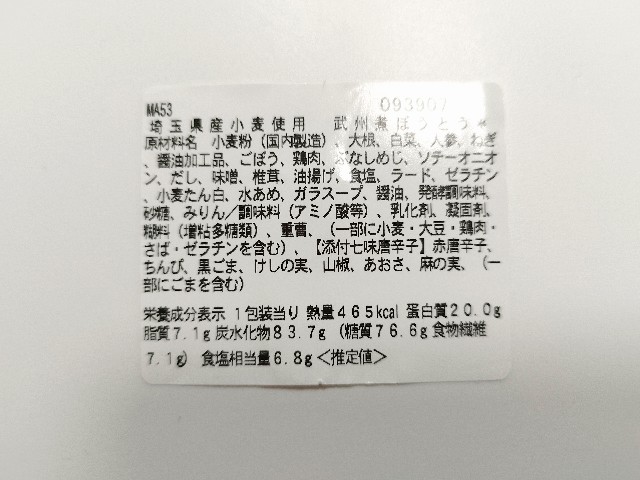 MA53 093907
埼玉県産小麦使用 武州煮ぼうとう*
原材料名 小麦粉(国内製造)、大根、白菜、人参、ねぎ
、醤油加工品、ごぼう、鶏肉、ぶなしめじ、ソテーオニオ
ン、だし、味噌、椎茸、油揚げ、食塩、ラード、ゼラチン
、小麦たん白、水あめ、ガラスープ、醤油、発酵調味料、
砂糖、みりん/調味料(アミノ酸等)、乳化剤、凝固剤、
糊料(増粘多糖類)、重曹、(一部に小麦・大豆・鶏肉・
さば・ゼラチンを含む)、【添付七味唐辛子】赤唐辛子、
ちんぴ、黒ごま、けしの実、山椒、あおさ、麻の実、(一
部にごまを含む)
栄養成分表示 1包装当り 熱量465kcal 蛋白質20.0g
脂質7.1g 炭水化物83.7g (糖質76.6g 食物繊維
7.1g) 食塩相当量6.8g<推定値>